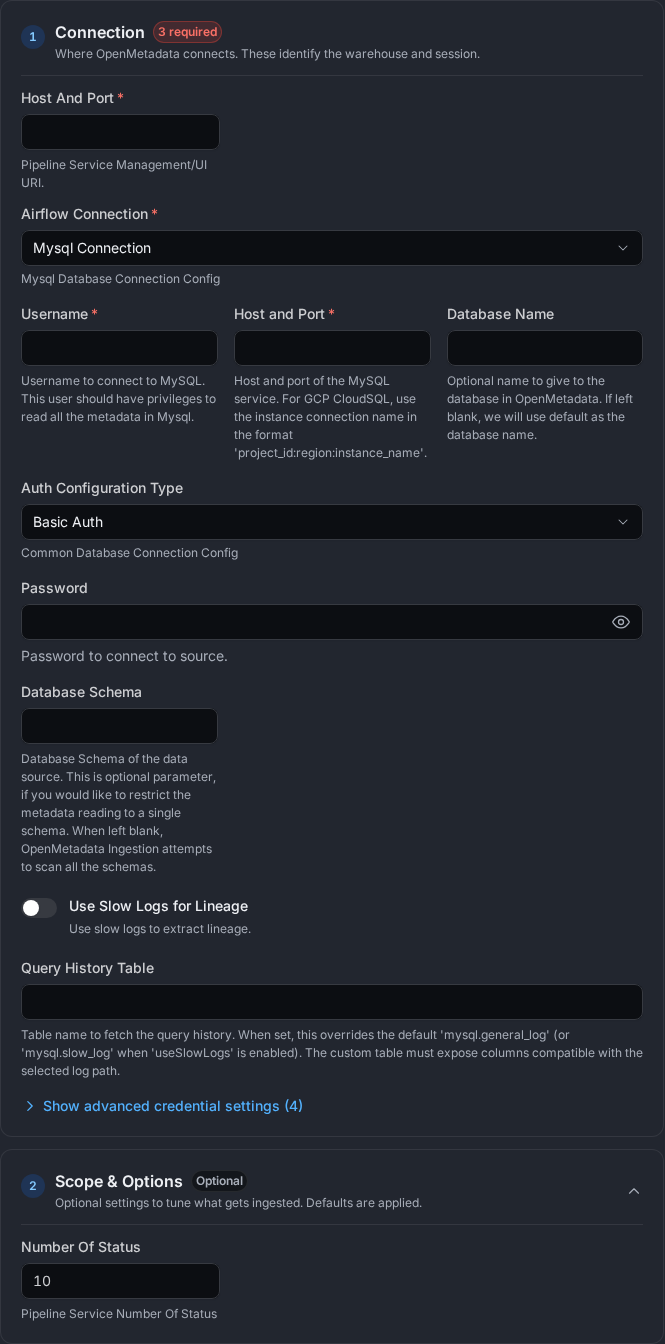 1 Connection 3 required
Where OpenMetadata connects. These identify the warehouse and session.
Host And Port *
Pipeline Service Management/UI
URI.
Airflow Connection *
Mysql Connection
Mysql Database Connection Config
Username *
Username to connect to MySQL.
This user should have privileges to
read all the metadata in Mysql.
Host and Port *
Host and port of the MySQL
service. For GCP CloudSQL, use
the instance connection name in
the format
'project_id:region:instance_name'.
Database Name
Optional name to give to the
database in OpenMetadata. If left
blank, we will use default as the
database name.
Auth Configuration Type
Basic Auth
Common Database Connection Config
Password
Password to connect to source.
Database Schema
Database Schema of the data
source. This is optional parameter,
if you would like to restrict the
metadata reading to a single
schema. When left blank,
OpenMetadata Ingestion attempts
to scan all the schemas.
Use Slow Logs for Lineage
Use slow logs to extract lineage.
Query History Table
Table name to fetch the query history. When set, this overrides the default 'mysql.general_log' (or
'mysql.slow_log' when 'useSlowLogs' is enabled). The custom table must expose columns compatible with the
selected log path.
Show advanced credential settings (4)
2 Scope & Options Optional
Optional settings to tune what gets ingested. Defaults are applied.
Number Of Status
10
Pipeline Service Number Of Status